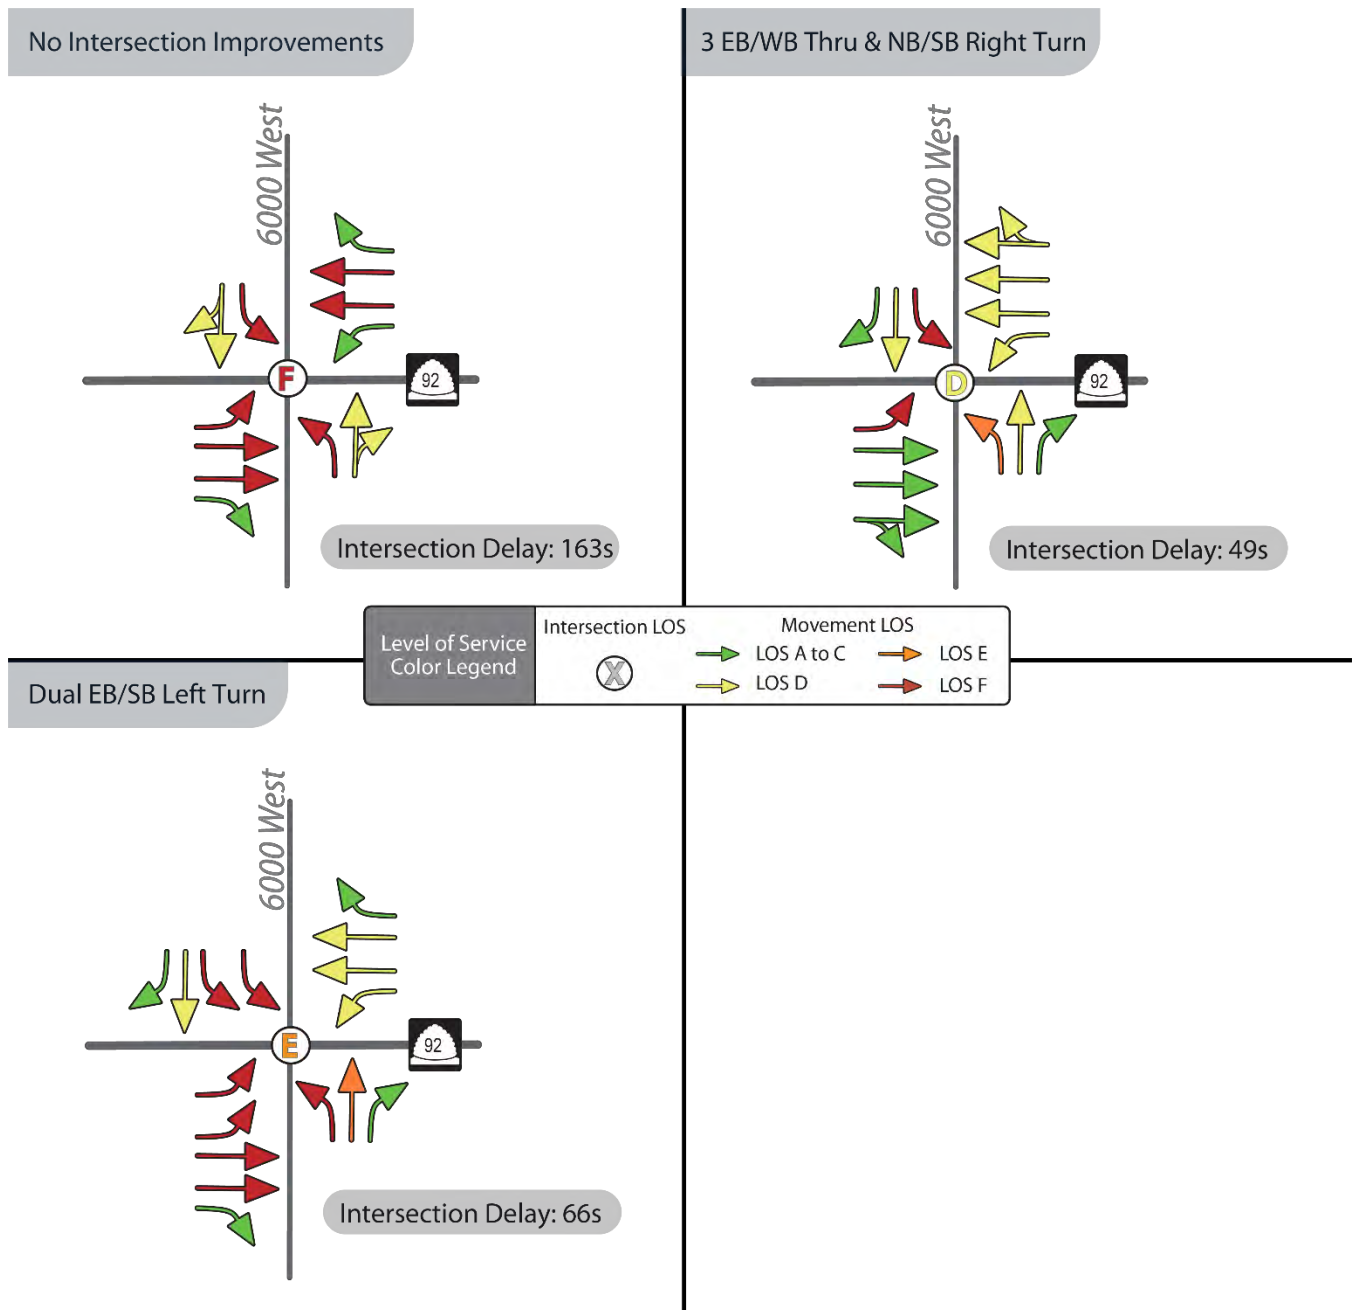 No Intersection Improvements
6000 West
F
92
Intersection Delay: 163s
3 EB/WB Thru & NB/SB Right Turn
6000 West
D
92
Intersection Delay: 49s
Level of Service
Color Legend
Intersection LOS
X
Movement LOS
LOS A to C
LOS E
LOS D
LOS F
Dual EB/SB Left Turn
6000 West
E
92
Intersection Delay: 66s